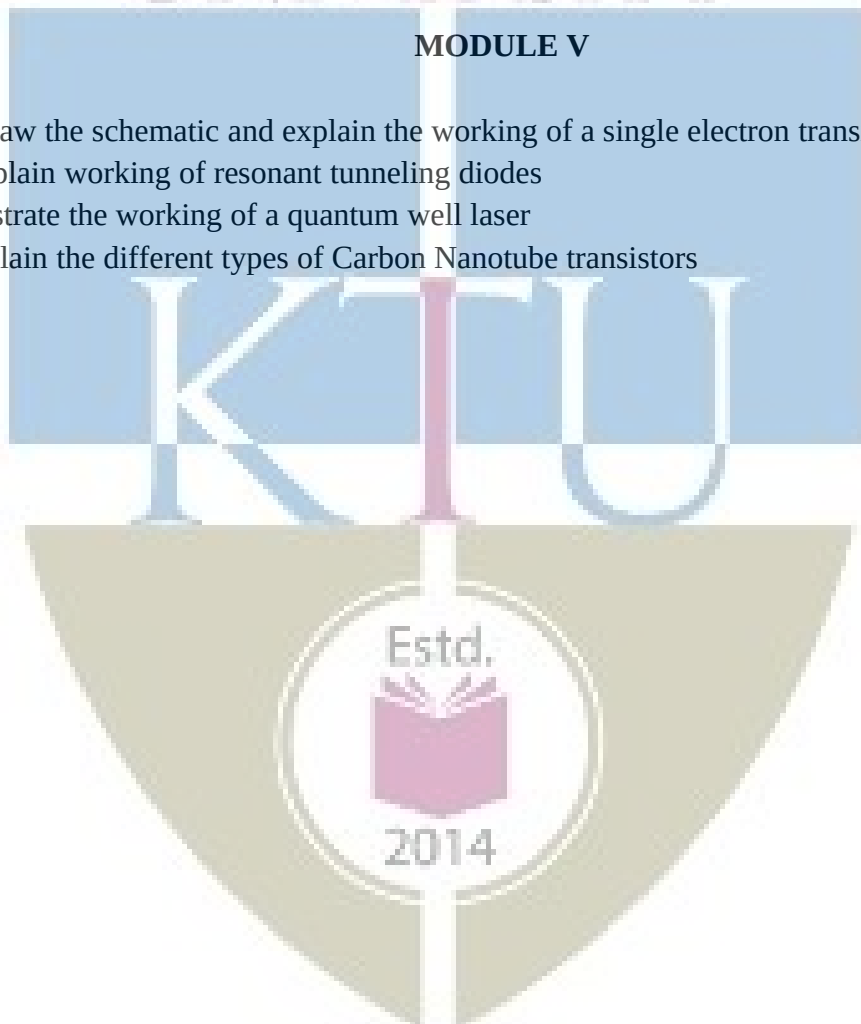 MODULE V
aw the schematic and explain the working of a single electron trans
plain working of resonant tunneling diodes
strate the working of a quantum well laser
lain the different types of Carbon Nanotube transistors
KTU
Estd.
2014